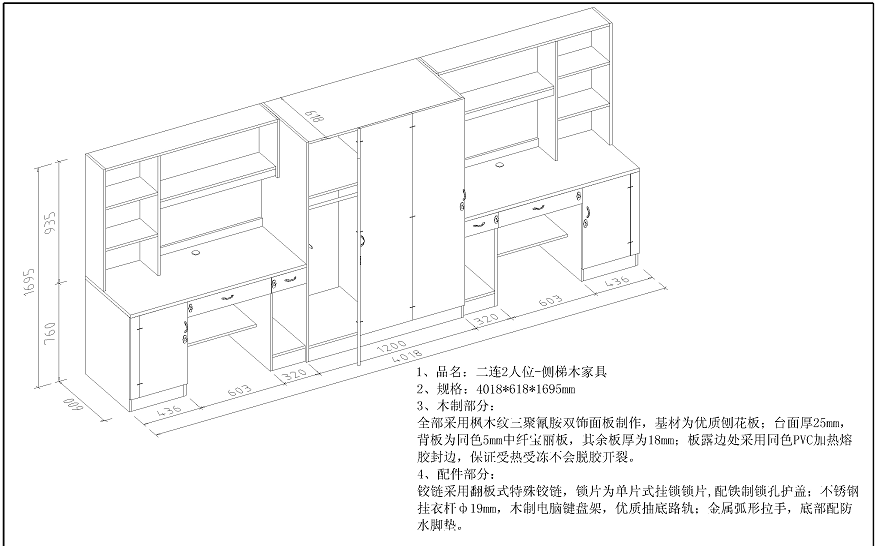 618
935
1695
760
600
436
603
320
1200
4018
320
603
436
1、品名：二连2人位-侧梯木家具
2、规格：4018*618*1695mm
3、木制部分：
全部采用枫木纹三聚氰胺双饰面板制作，基材为优质刨花板；台面厚25mm，
背板为同色5mm中纤宝丽板，其余板厚为18mm；板露边处采用同色PVC加热熔
胶封边，保证受热受冻不会脱胶开裂。
4、配件部分：
铰链采用翻板式特殊铰链，锁片为单片式挂锁锁片,配铁制锁孔护盖；不锈钢
挂衣杆φ19mm，木制电脑键盘架，优质抽底路轨；金属弧形拉手，底部配防
水脚垫。